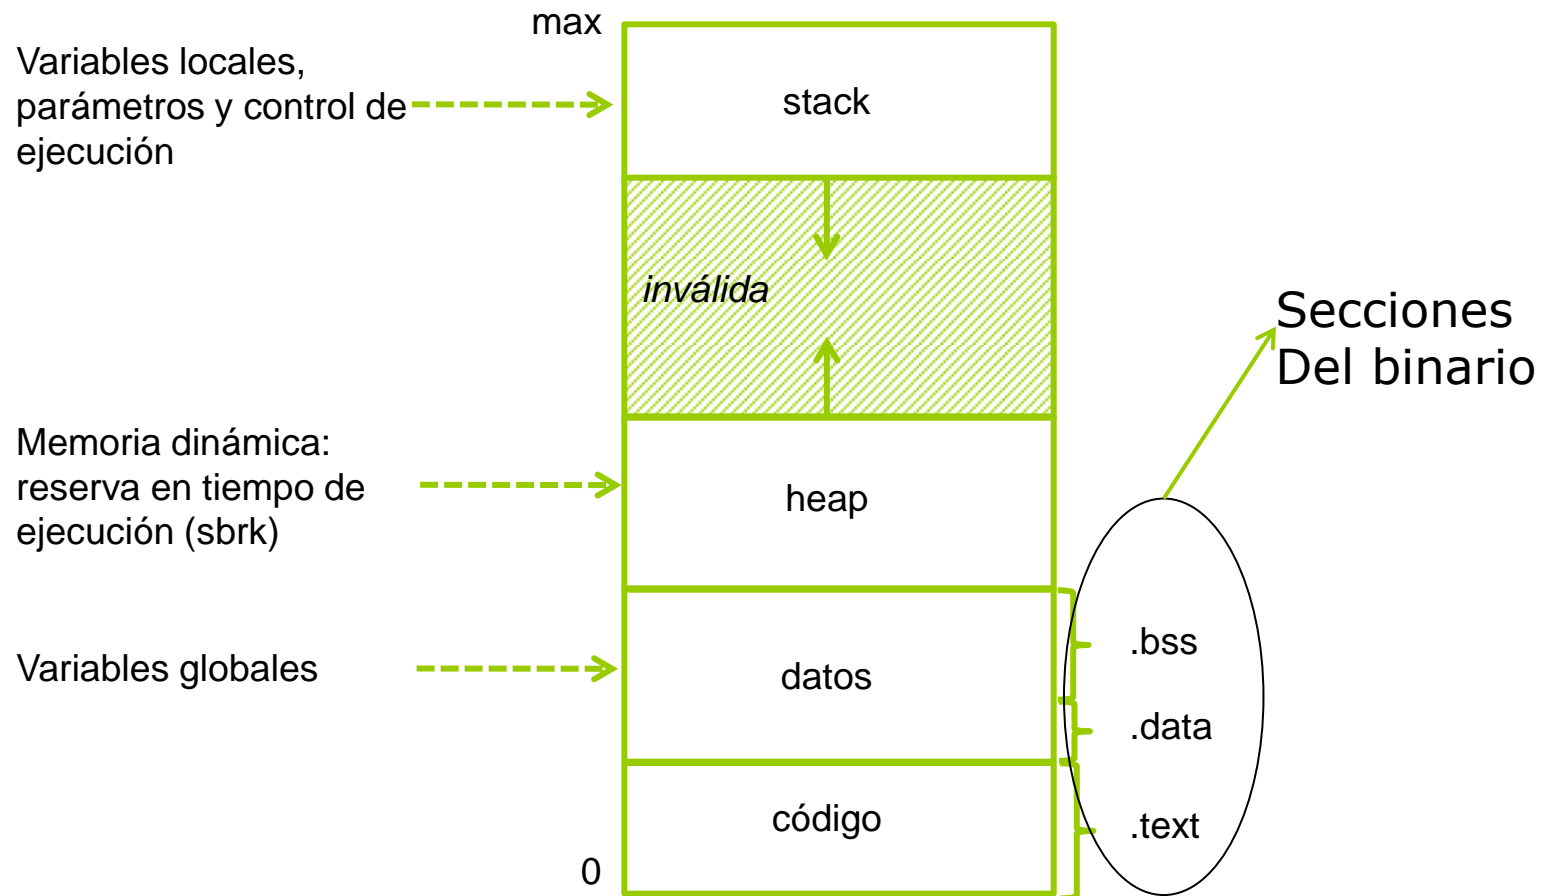 max
Variables locales,
parámetros y control de
ejecución
stack
inválida
Secciones
Del binario
Memoria dinámica:
reserva en tiempo de
ejecución (sbrk)
heap
.bss
Variables globales
datos
.data
código
.text
0